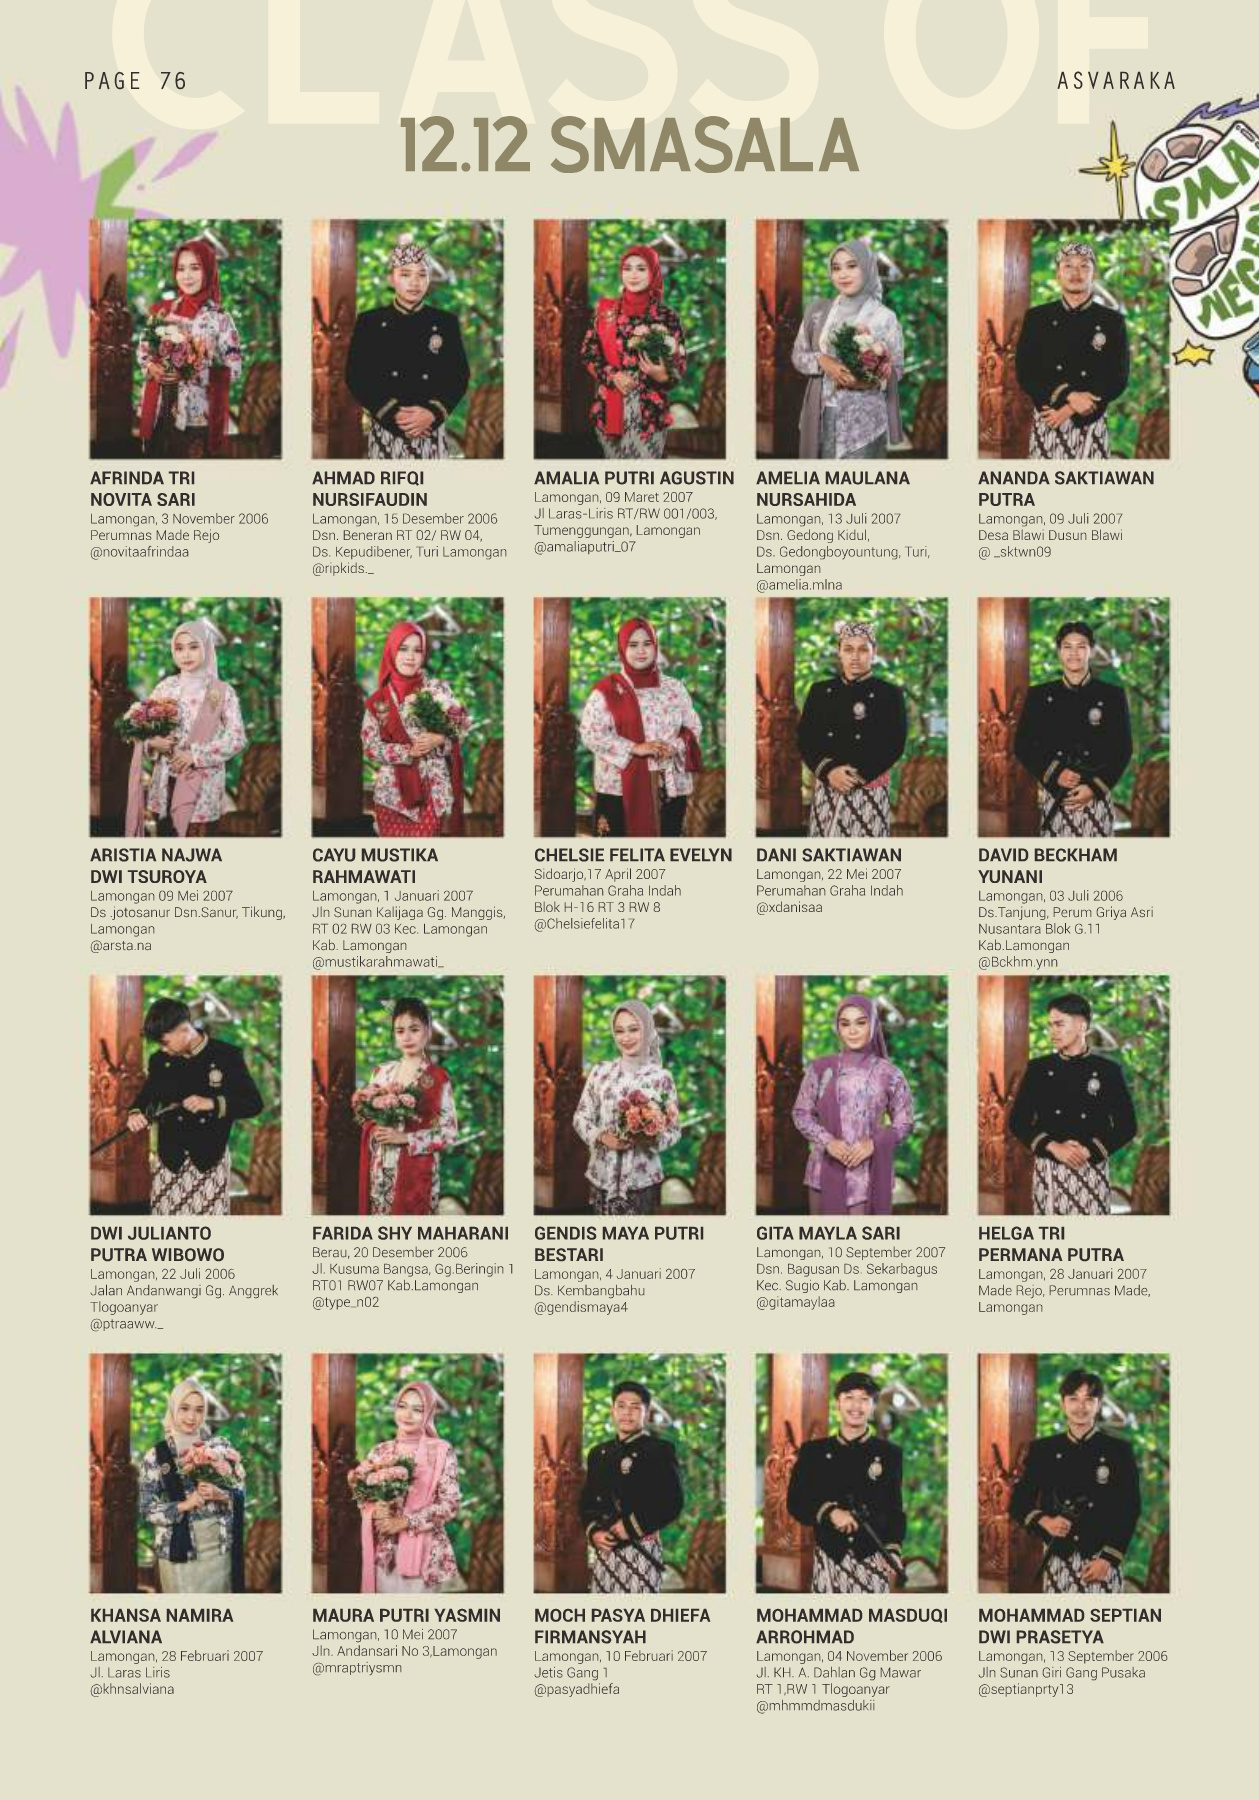 CLASS OF
PAGE 76
ASVARAKA
12.12 SMASALA
SMA
NEG
AFRINDA TRI
NOVITA SARI
Lamongan, 3 November 2006
Perumnas Made Rejo
@novitaafrindaa
AHMAD RIFQI
NURSIFAUDIN
Lamongan, 15 Desember 2006
Dsn. Beneran RT 02/ RW 04,
Ds. Kepudibener, Turi Lamongan
@ripkids._
AMALIA PUTRI AGUSTIN
Lamongan, 09 Maret 2007
Jl Laras-Liris RT/RW 001/003,
Tumenggungan, Lamongan
@amaliaputri_07
AMELIA MAULANA
NURSAHIDA
Lamongan, 13 Juli 2007
Dsn. Gedong Kidul,
Ds. Gedongboyountung, Turi,
Lamongan
@amelia.mlna
ANANDA SAKTIAWAN
PUTRA
Lamongan, 09 Juli 2007
Desa Blawi Dusun Blawi
@ _sktwn09
ARISTIA NAJWA
DWI TSUROYA
Lamongan 09 Mei 2007
Ds .jotosanur Dsn.Sanur, Tikung,
Lamongan
@arsta.na
CAYU MUSTIKA
RAHMAWATI
Lamongan, 1 Januari 2007
Jln Sunan Kalijaga Gg. Manggis,
RT 02 RW 03 Kec. Lamongan
Kab. Lamongan
@mustikarahmawati_
CHELSIE FELITA EVELYN
Sidoarjo,17 April 2007
Perumahan Graha Indah
Blok H-16 RT 3 RW 8
@Chelsiefelita17
DANI SAKTIAWAN
Lamongan, 22 Mei 2007
Perumahan Graha Indah
@xdanisaa
DAVID BECKHAM
YUNANI
Lamongan, 03 Juli 2006
Ds.Tanjung, Perum Griya Asri
Nusantara Blok G.11
Kab.Lamongan
@Bckhm.ynn
DWI JULIANTO
PUTRA WIBOWO
Lamongan, 22 Juli 2006
Jalan Andanwangi Gg. Anggrek
Tlogoanyar
@ptraaww._
FARIDA SHY MAHARANI
Berau, 20 Desember 2006
Jl. Kusuma Bangsa, Gg.Beringin 1
RT01 RW07 Kab.Lamongan
@type_n02
GENDIS MAYA PUTRI
BESTARI
Lamongan, 4 Januari 2007
Ds. Kembangbahu
@gendismaya4
GITA MAYLA SARI
Lamongan, 10 September 2007
Dsn. Bagusan Ds. Sekarbagus
Kec. Sugio Kab. Lamongan
@gitamaylaa
HELGA TRI
PERMANA PUTRA
Lamongan, 28 Januari 2007
Made Rejo, Perumnas Made,
Lamongan
KHANSA NAMIRA
ALVIANA
Lamongan, 28 Februari 2007
Jl. Laras Liris
@khnsalviana
MAURA PUTRI YASMIN
Lamongan, 10 Mei 2007
Jln. Andansari No 3,Lamongan
@mraptriysmn
MOCH PASYA DHIEFA
FIRMANSYAH
Lamongan, 10 Februari 2007
Jetis Gang 1
@pasyadhiefa
MOHAMMAD MASDUQI
ARROHMAD
Lamongan, 04 November 2006
Jl. KH. A. Dahlan Gg Mawar
RT 1,RW 1 Tlogoanyar
@mhmmdmasdukii
MOHAMMAD SEPTIAN
DWI PRASETYA
Lamongan, 13 September 2006
Jln Sunan Giri Gang Pusaka
@septianprty13